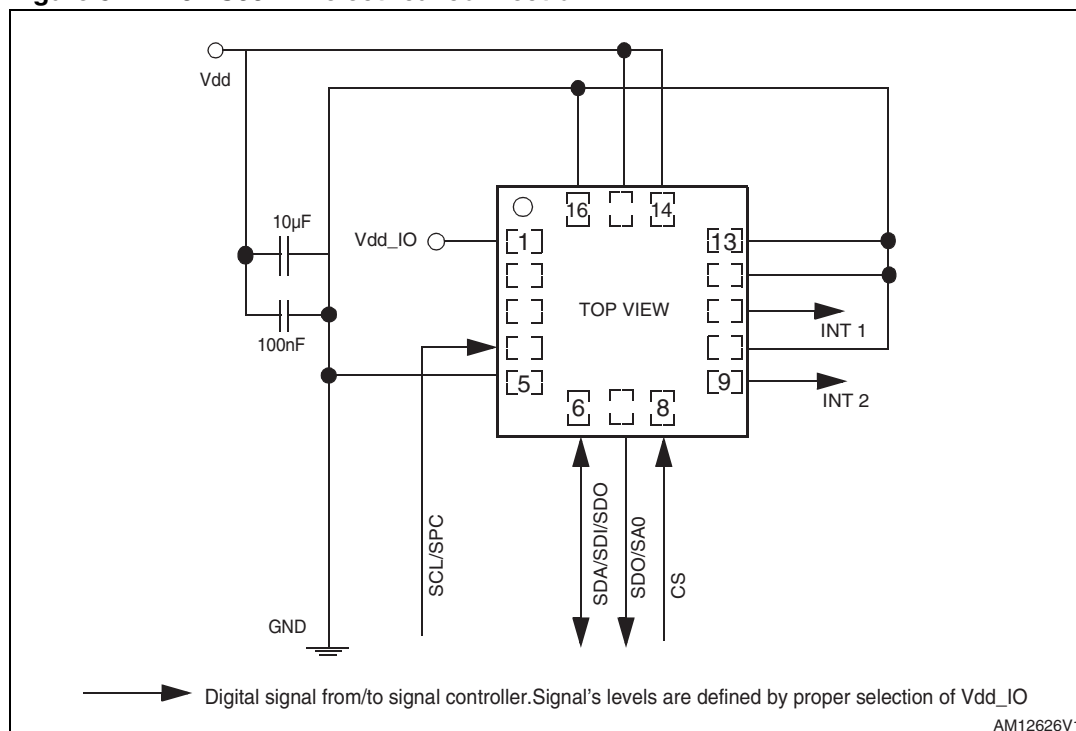 Vdd
10µF
Vdd_IO
100nF
16
14
1
13
TOP VIEW
INT 1
5
9
INT 2
6
8
SCL/SPC
SDA/SDI/SDO
SDO/SA0
CS
GND
Digital signal from/to signal controller.Signal's levels are defined by proper selection of Vdd_IO
AM12626V1